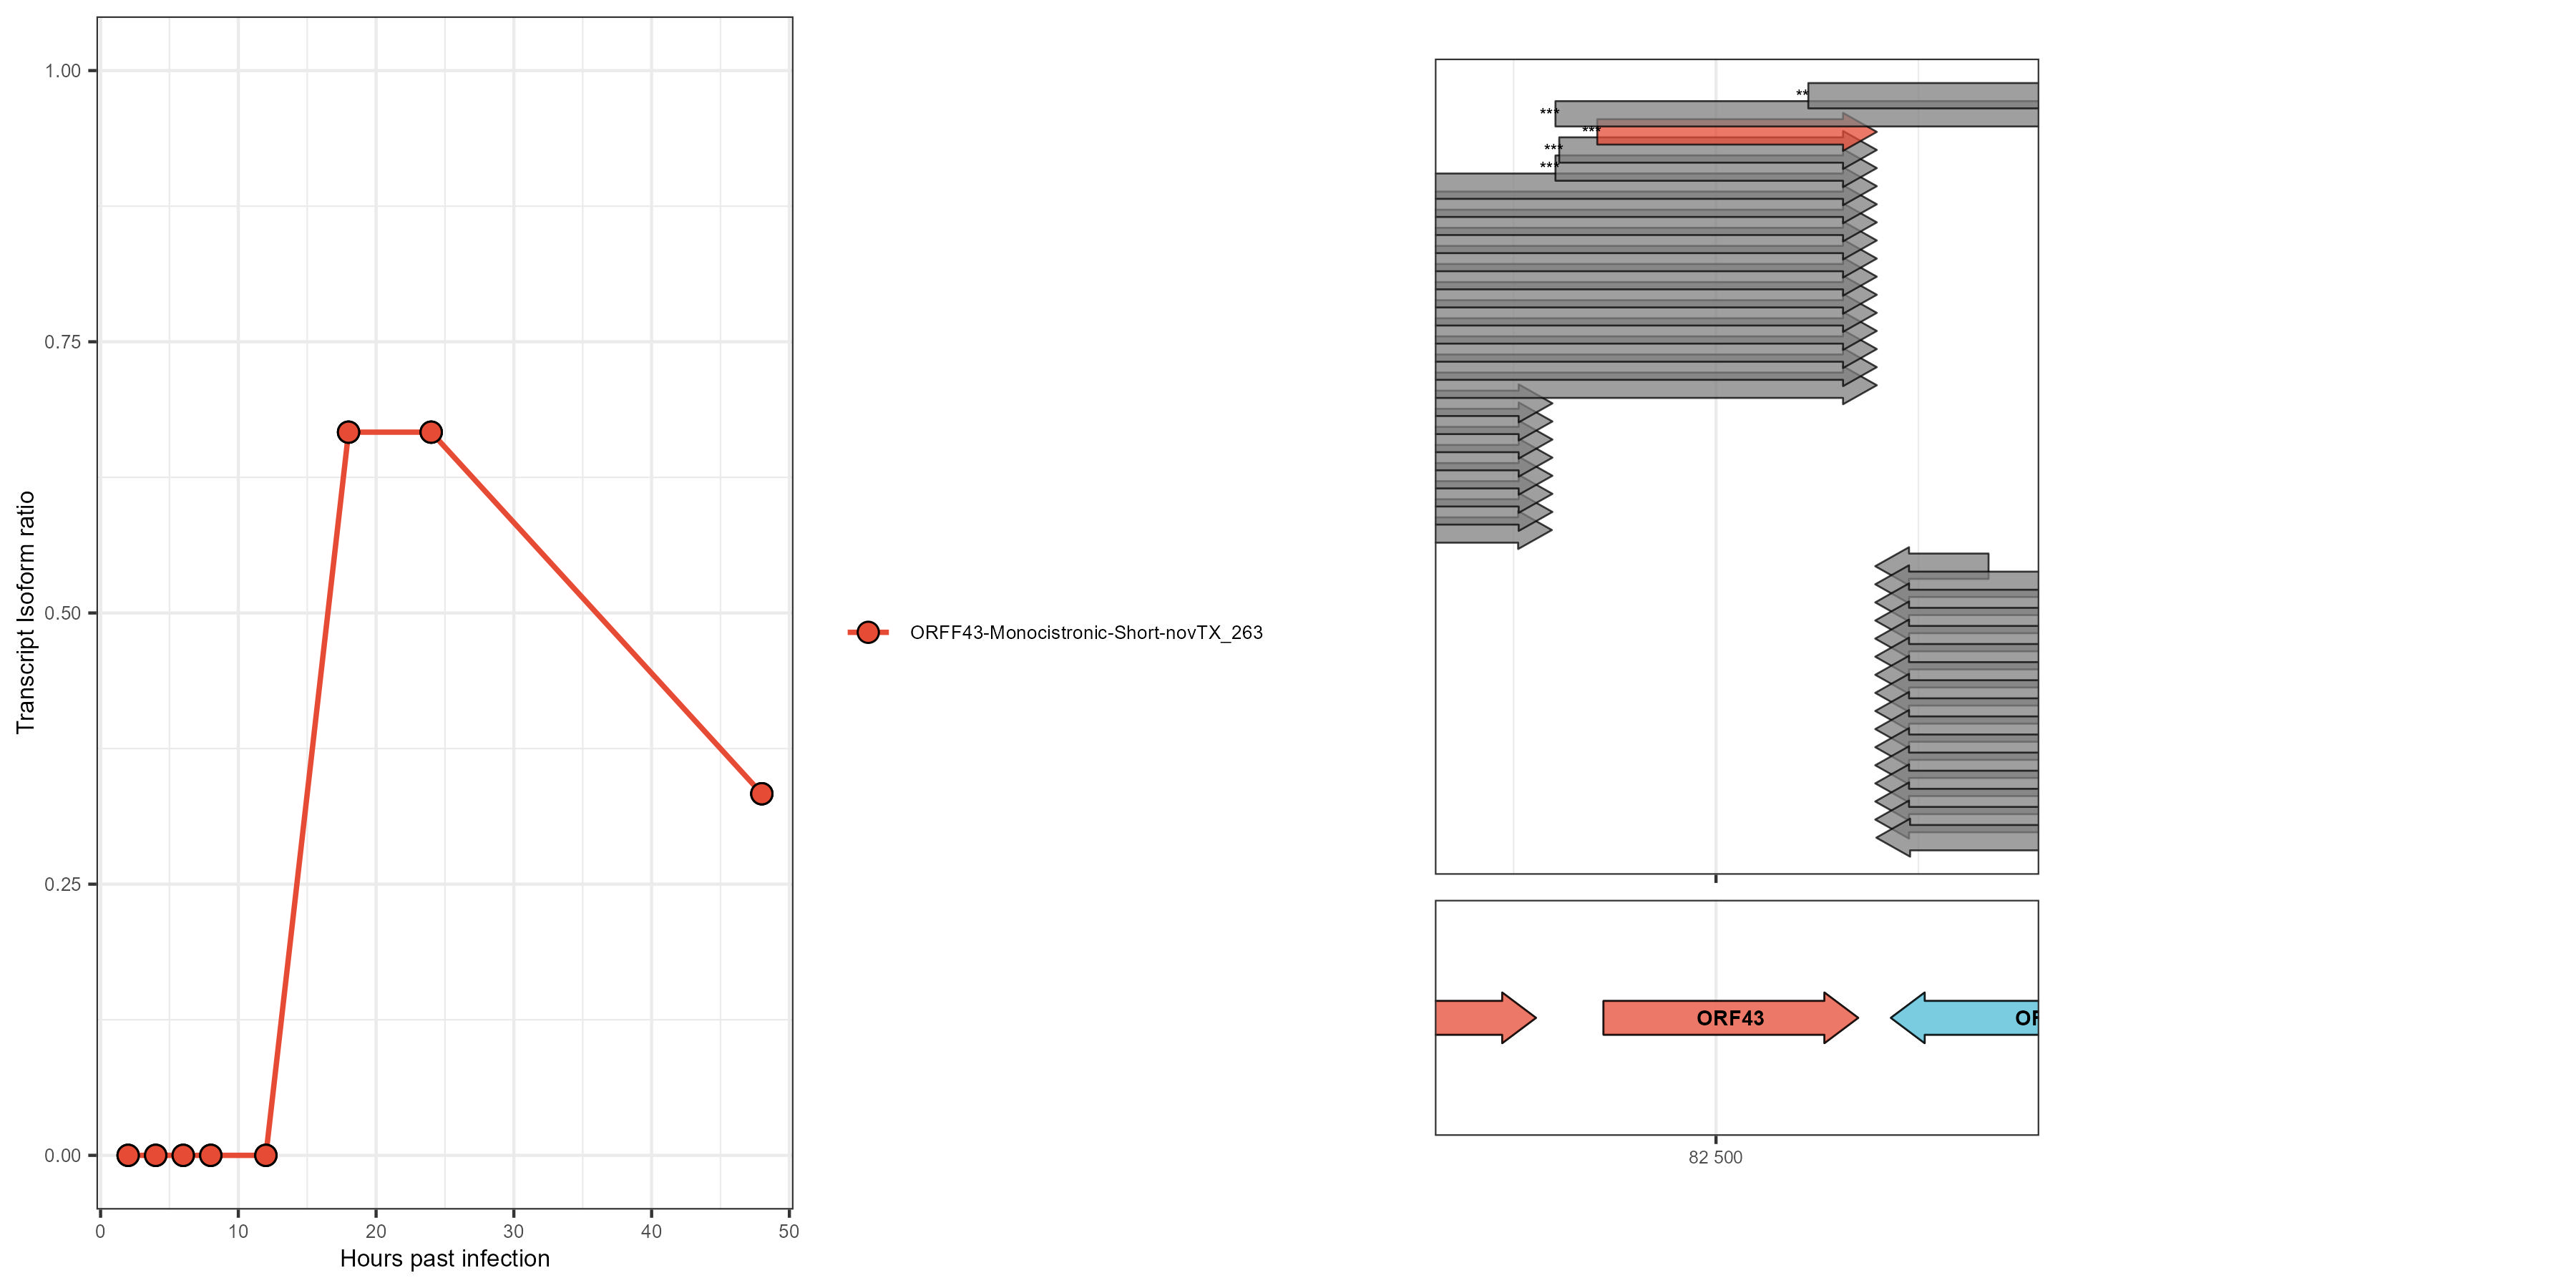 1.00
0.75
0.50
0.25
0.00
Transcript Isoform ratio
0 10 20 30 40 50
Hours past infection
ORFF43-Monocistronic-Short-novTX_263
**
***
***
***
***
ORF43
OF
82 500